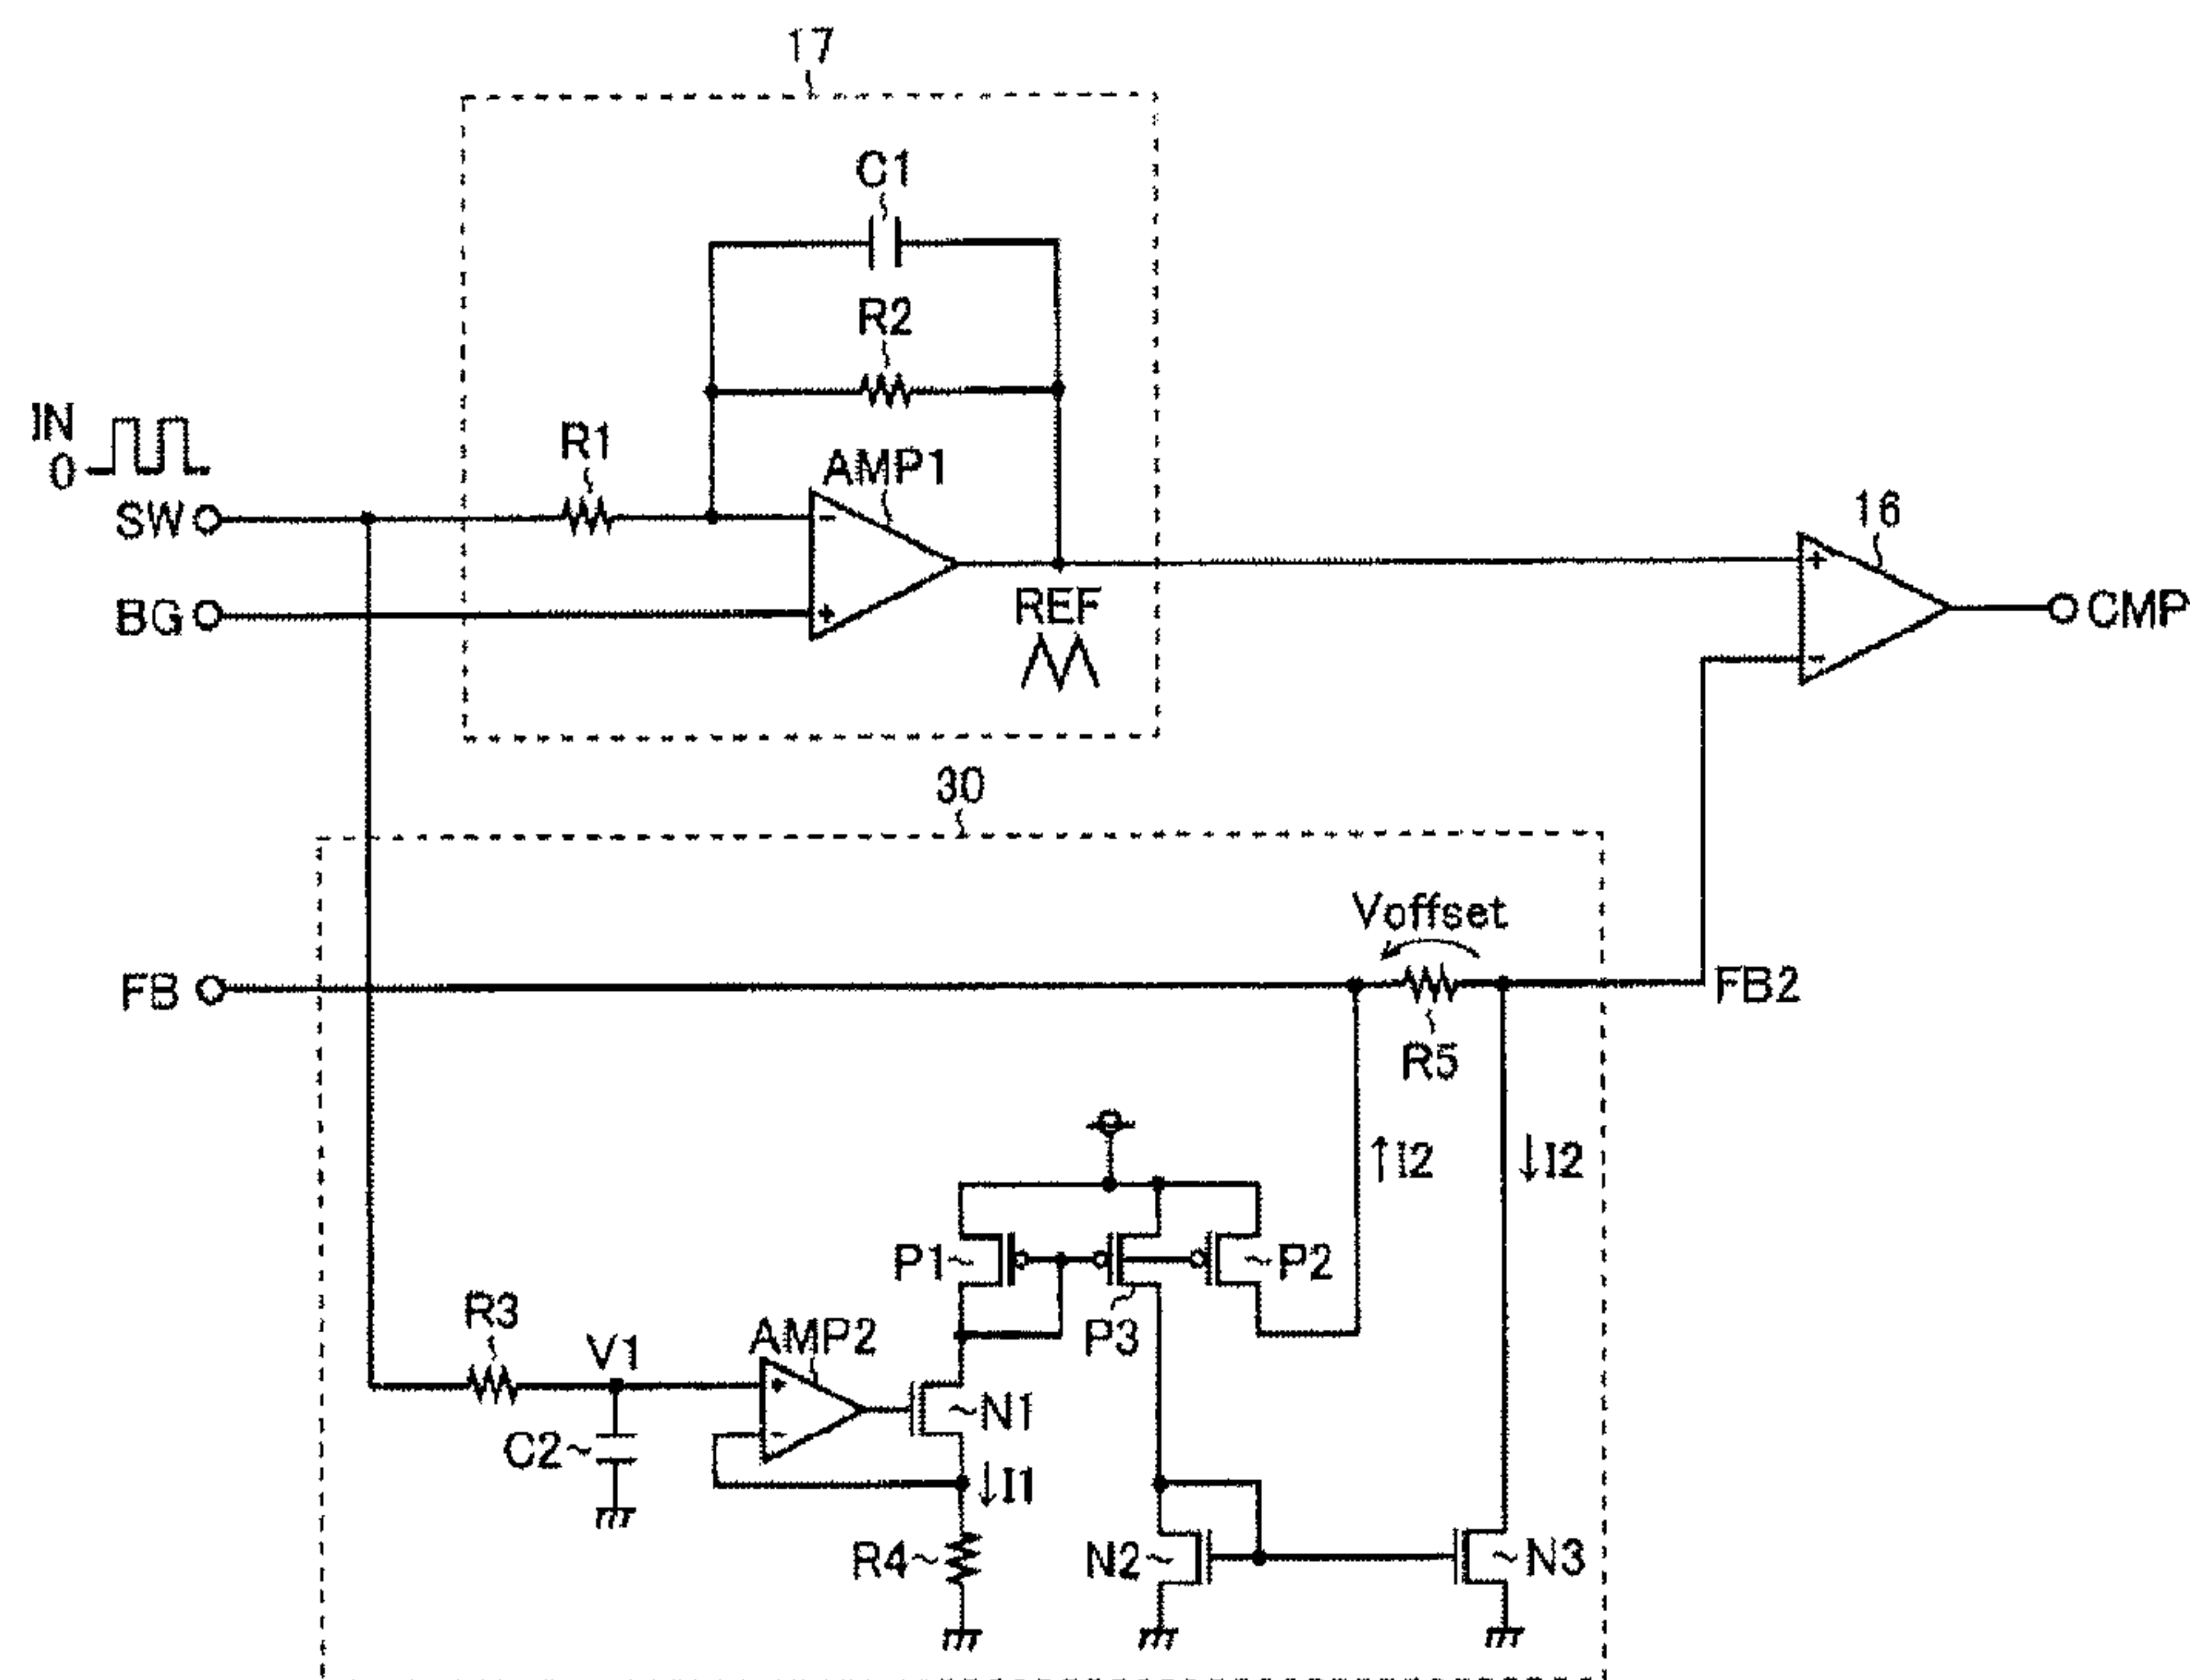 17
C1
R2
IN
0
R1
AMP1
SW
16
-
+
BG
+
REF
-
CMP
30
Voffset
FB
FB2
R5
↑I2
↓I2
P1
P2
R3
V1
AMP2
P3
+
N1
C2
-
↓I1
R4
N2
N3